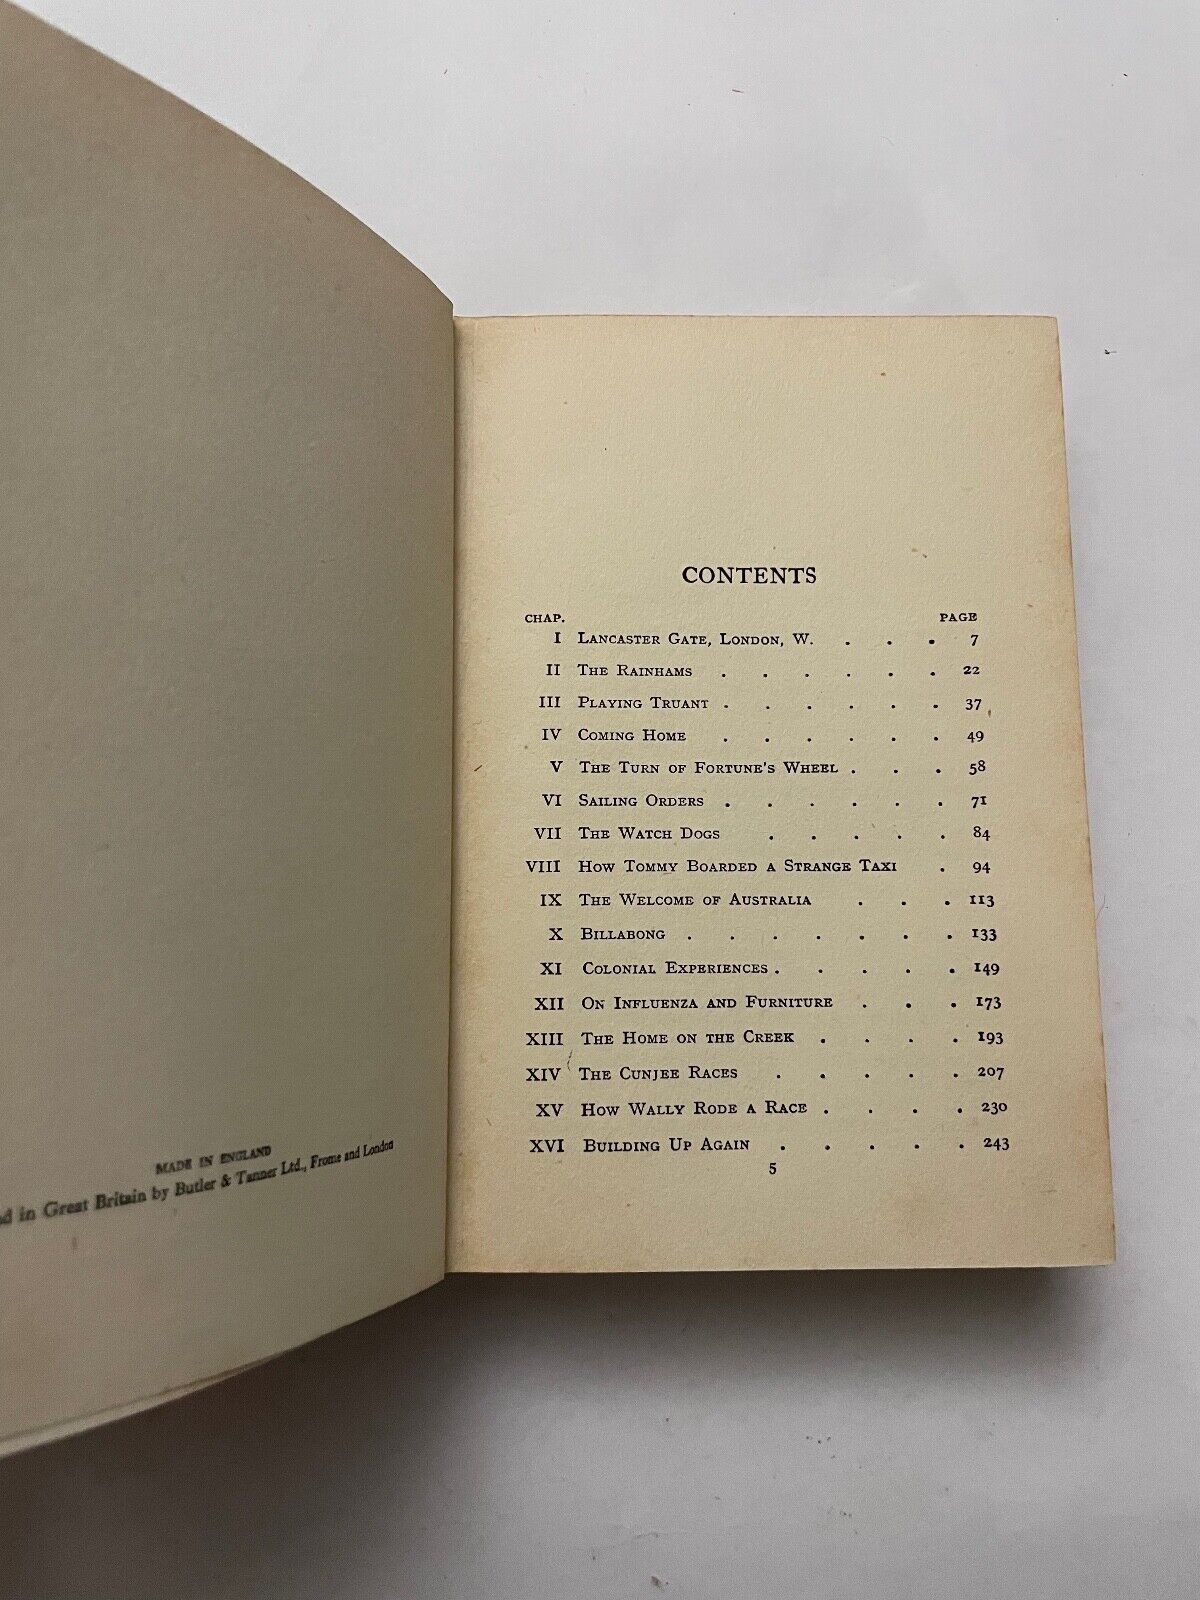 MADE IN ENGLAND
in Great Britain by Butler & Tanner Ltd., Frome and London
CONTENTS
CHAP. PAGE
I LANCASTER GATE, LONDON, W. . . . 7
II THE RAINHAMS . . . . . . 22
III PLAYING TRUANT . . . . . . 37
IV COMING HOME . . . . . . 49
V THE TURN OF FORTUNE'S WHEEL . . . 58
VI SAILING ORDERS . . . . . . 71
VII THE WATCH DOGS . . . . . 84
VIII HOW TOMMY BOARDED A STRANGE TAXI . 94
IX THE WELCOME OF AUSTRALIA . . . 113
X BILLABONG . . . . . . . 133
XI COLONIAL EXPERIENCES . . . . . 149
XII ON INFLUENZA AND FURNITURE . . . 173
XIII THE HOME ON THE CREEK . . . . 193
XIV THE CUNJEE RACES . . . . . 207
XV HOW WALLY RODE A RACE . . . . 230
XVI BUILDING UP AGAIN . . . . . 243
5